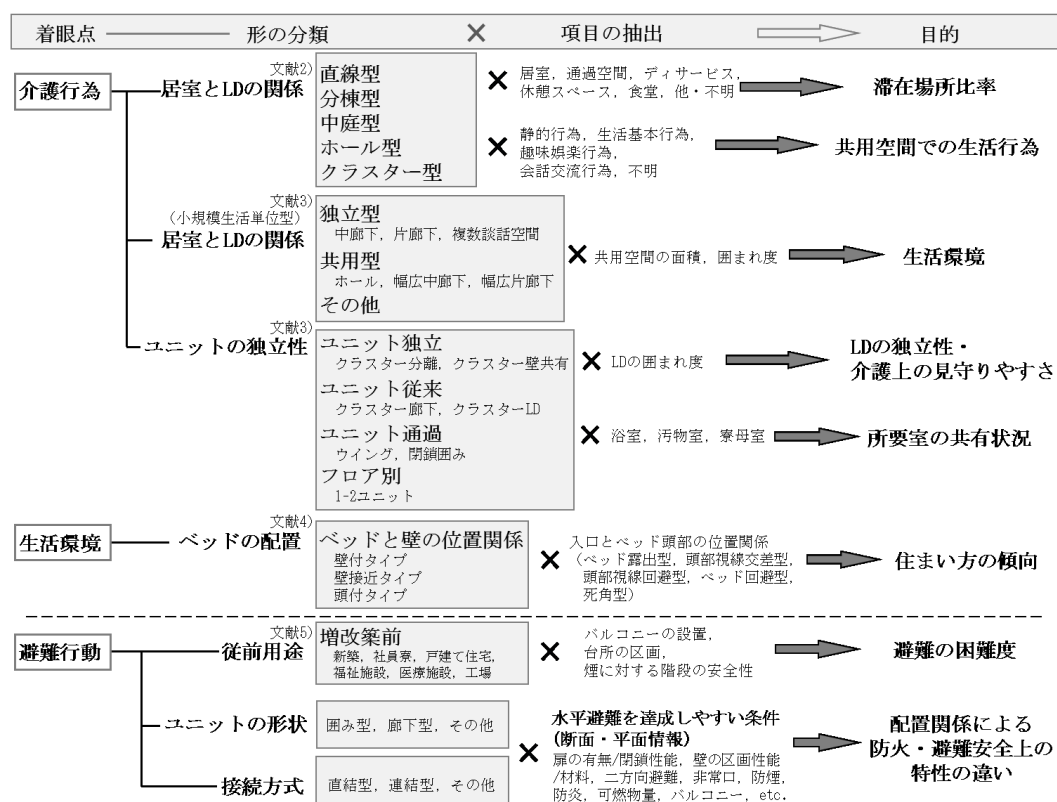 着眼点 形の分類 × 項目の抽出 目的
介護行為
文献2)
居室とLDの関係
直線型
分棟型
中庭型
ホール型
クラスター型
× 居室, 通過空間, ディサービス,
休憩スペース, 食堂, 他・不明
滞在場所比率
× 静的行為, 生活基本行為,
趣味娯楽行為,
会話交流行為, 不明
共用空間での生活行為
文献3)
(小規模生活単位型)
居室とLDの関係
独立型
中廊下, 片廊下, 複数談話空間
共用型
ホール, 幅広中廊下, 幅広片廊下
その他
× 共用空間の面積, 囲まれ度
生活環境
文献3)
ユニットの独立性
ユニット独立
クラスター分離, クラスター壁共有
ユニット従来
クラスター廊下, クラスターLD
ユニット通過
ウイング, 閉鎖囲み
フロア別
1-2ユニット
× LDの囲まれ度
LDの独立性・
介護上の見守りやすさ
× 浴室, 汚物室, 寮母室
所要室の共有状況
生活環境
文献4)
ベッドの配置
ベッドと壁の位置関係
壁付タイプ
壁接近タイプ
頭付タイプ
× 入口とベッド頭部の位置関係
(ベッド露出型, 頭部視線交差型,
頭部視線回避型, ベッド回避型,
死角型)
住まい方の傾向
避難行動
文献5)
従前用途
増改築前
新築, 社員寮, 戸建て住宅,
福祉施設, 医療施設, 工場
× バルコニーの設置,
台所の区画,
煙に対する階段の安全性
避難の困難度
ユニットの形状
囲み型, 廊下型, その他
接続方式
直結型, 連結型, その他
× 水平避難を達成しやすい条件
(断面・平面情報)
扉の有無/閉鎖性能, 壁の区画性能
/材料, 二方向避難, 非常口, 防煙,
防炎, 可燃物量, バルコニー, etc.
配置関係による
防火・避難安全上の
特性の違い